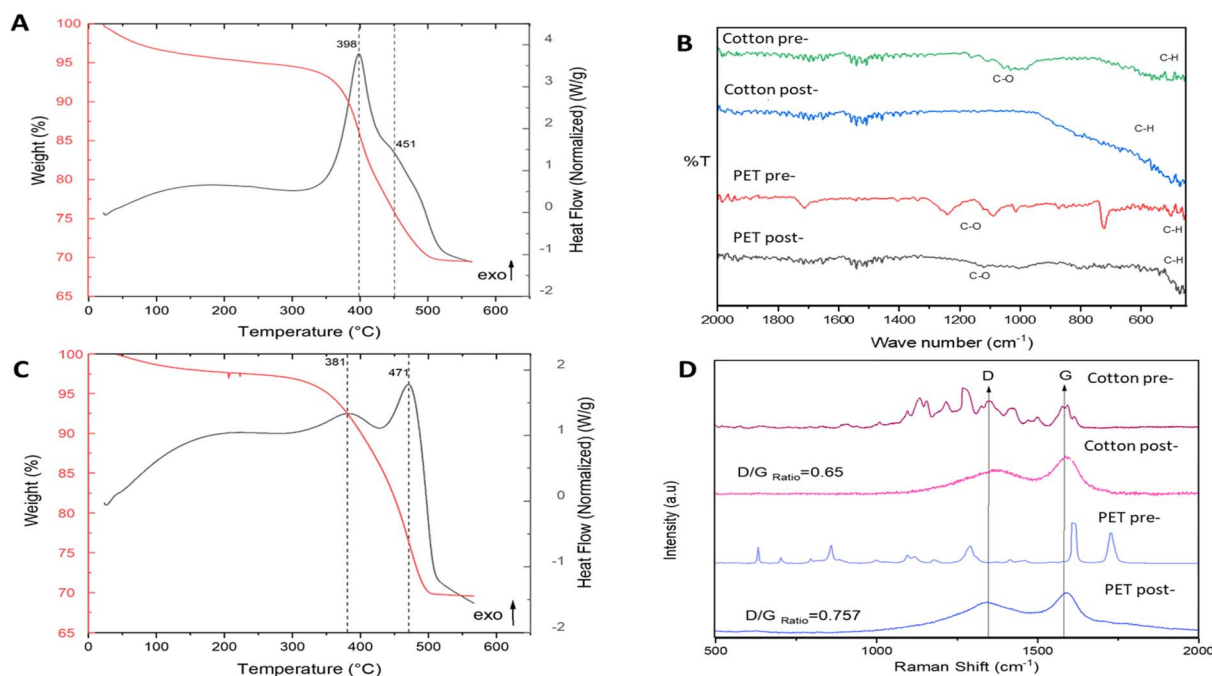 A
100
95
90
85
80
75
70
65
Weight (%)
398
451
exo
4
3
2
1
0
-1
-2
Heat Flow (Normalized) (W/g)
0 100 200 300 400 500 600
Temperature (°C)
B
Cotton pre-
C-H
C-O
Cotton post-
C-H
%T
PET pre-
C-O
C-H
PET post-
C-O
C-H
2000 1800 1600 1400 1200 1000 800 600
Wave number (cm-1)
C
100
95
90
85
80
75
70
65
Weight (%)
381
471
exo
2
1
0
-1
-2
Heat Flow (Normalized) (W/g)
0 100 200 300 400 500 600
Temperature (°C)
D
D
G
Cotton pre-
Cotton post-
D/G Ratio=0.65
PET pre-
PET post-
D/G Ratio=0.757
Intensity (a.u)
500 1000 1500 2000
Raman Shift (cm-1)